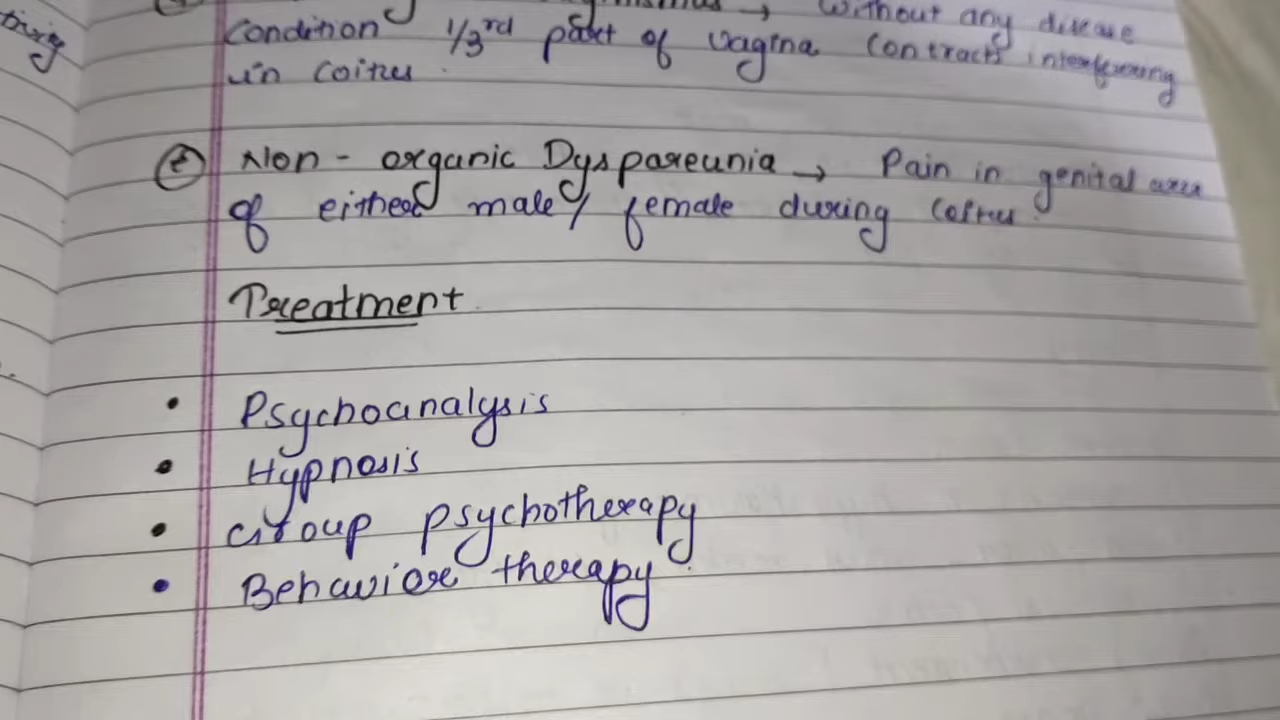 → Without any disease
Condition 1/3rd part of vagina Contracts interfering
in Coitus.
Non-organic Dyspareunia → Pain in genital area
of either male/female during Coitus.
Treatment
• Psychoanalysis
• Hypnosis
• Group psychotherapy
• Behaviore therapy.